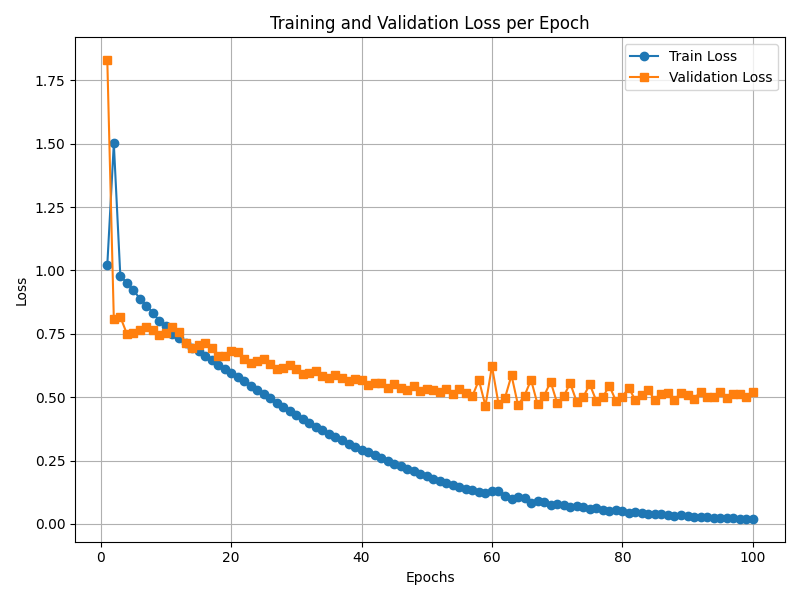 Training and Validation Loss per Epoch
Train Loss
Validation Loss
1.75
1.50
1.25
1.00
0.75
0.50
0.25
0.00
Loss
0 20 40 60 80 100
Epochs